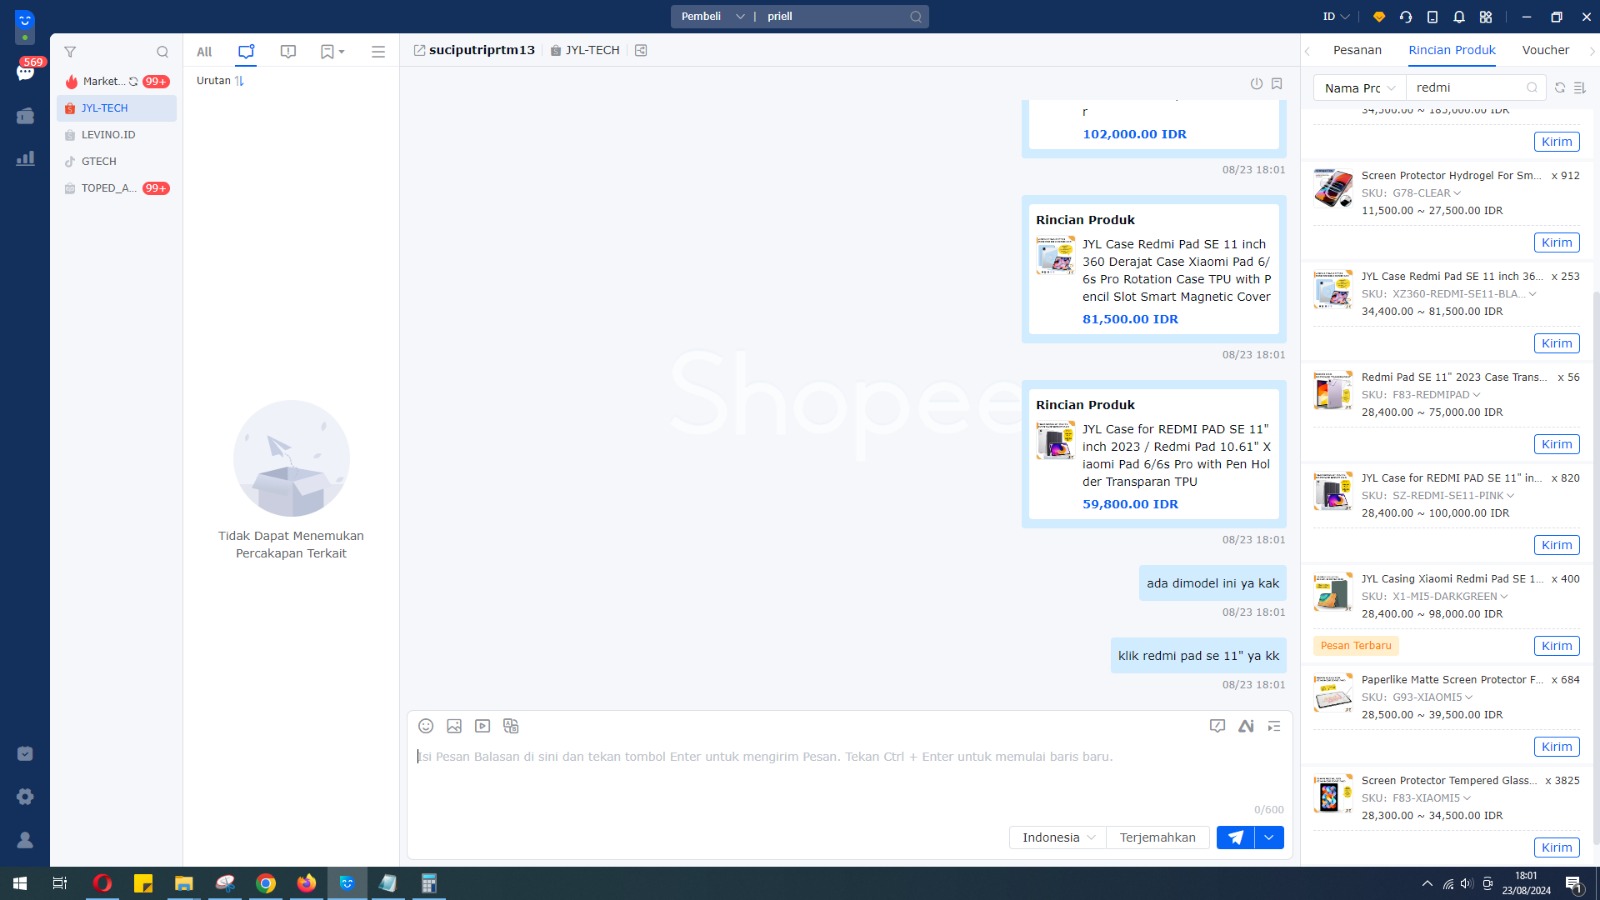 Pembeli
priell
ID
569
Market...
99+
JYL-TECH
LEVINO.ID
GTECH
TOPED_A...
99+
All
Urutan
Tidak Dapat Menemukan
Percakapan Terkait
suciputriprtm13
JYL-TECH
Shopee
r
102,000.00 IDR
08/23 18:01
Rincian Produk
JYL Case Redmi Pad SE 11 inch
360 Derajat Case Xiaomi Pad 6/
6s Pro Rotation Case TPU with P
encil Slot Smart Magnetic Cover
81,500.00 IDR
08/23 18:01
Rincian Produk
JYL Case for REDMI PAD SE 11"
inch 2023 / Redmi Pad 10.61" X
iaomi Pad 6/6s Pro with Pen Hol
der Transparan TPU
59,800.00 IDR
08/23 18:01
ada dimodel ini ya kak
08/23 18:01
klik redmi pad se 11" ya kk
08/23 18:01
Isi Pesan Balasan di sini dan tekan tombol Enter untuk mengirim Pesan. Tekan Ctrl + Enter untuk memulai baris baru.
0/600
Indonesia
Terjemahkan
Pesanan
Rincian Produk
Voucher
Nama Prc
redmi
34,500.00 ~ 185,000.00 IDR
Kirim
Screen Protector Hydrogel For Sm...
x 912
SKU: G78-CLEAR
11,500.00 ~ 27,500.00 IDR
Kirim
JYL Case Redmi Pad SE 11 inch 36...
x 253
SKU: XZ360-REDMI-SE11-BLA...
34,400.00 ~ 81,500.00 IDR
Kirim
Redmi Pad SE 11" 2023 Case Trans...
x 56
SKU: F83-REDMIPAD
28,400.00 ~ 75,000.00 IDR
Kirim
JYL Case for REDMI PAD SE 11" in...
x 820
SKU: SZ-REDMI-SE11-PINK
28,400.00 ~ 100,000.00 IDR
Kirim
JYL Casing Xiaomi Redmi Pad SE 1...
x 400
SKU: X1-MI5-DARKGREEN
28,400.00 ~ 98,000.00 IDR
Pesan Terbaru
Kirim
Paperlike Matte Screen Protector F...
x 684
SKU: G93-XIAOMI5
28,500.00 ~ 39,500.00 IDR
Kirim
Screen Protector Tempered Glass...
x 3825
SKU: F83-XIAOMI5
28,300.00 ~ 34,500.00 IDR
Kirim
18:01
23/08/2024
1